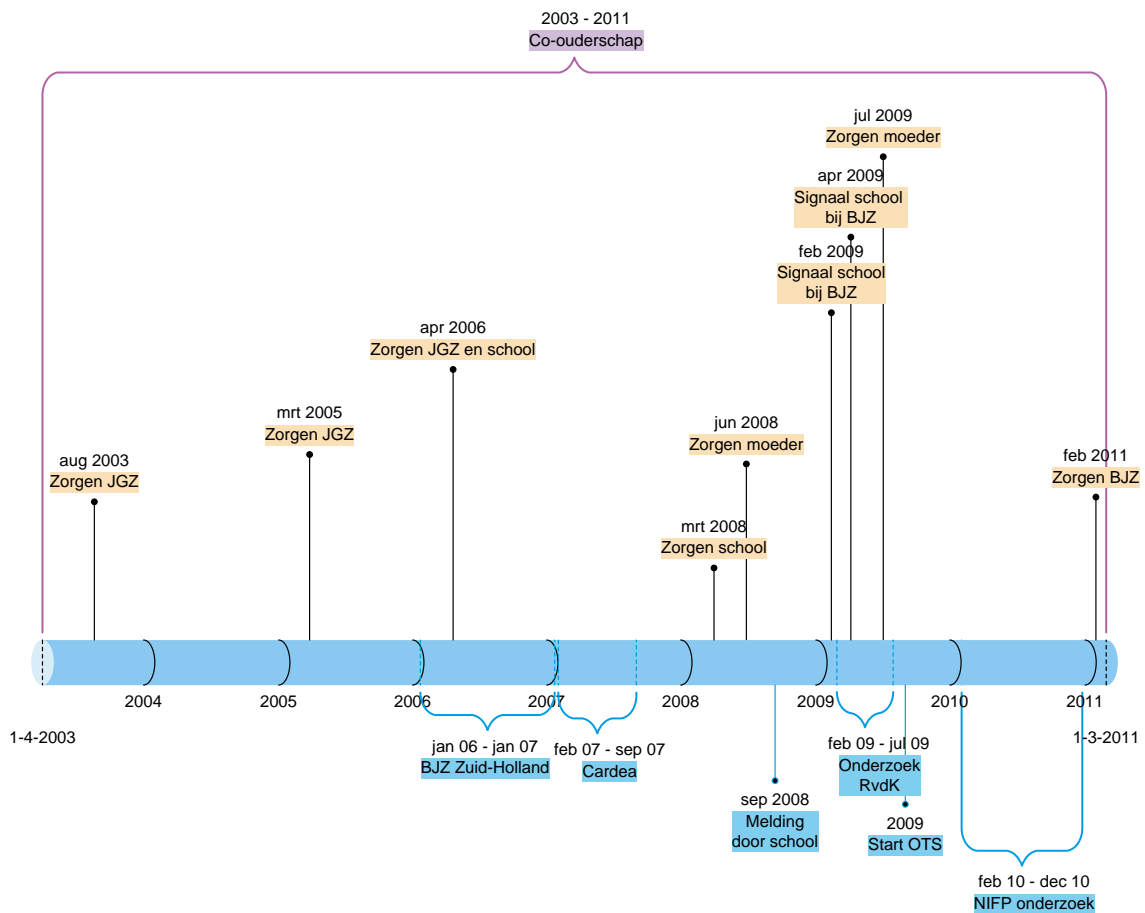 2003 - 2011
Co-ouderschap
jul 2009
Zorgen moeder
apr 2009
Signaal school
bij BJZ
feb 2009
Signaal school
bij BJZ
apr 2006
Zorgen JGZ en school
mrt 2005
Zorgen JGZ
jun 2008
Zorgen moeder
aug 2003
Zorgen JGZ
feb 2011
Zorgen BJZ
mrt 2008
Zorgen school
2004
2005
2006
2007
2008
2009
2010
2011
1-4-2003
1-3-2011
jan 06 - jan 07
BJZ Zuid-Holland
feb 07 - sep 07
Cardea
feb 09 - jul 09
Onderzoek
RvdK
sep 2008
Melding
door school
2009
Start OTS
feb 10 - dec 10
NIFP onderzoek